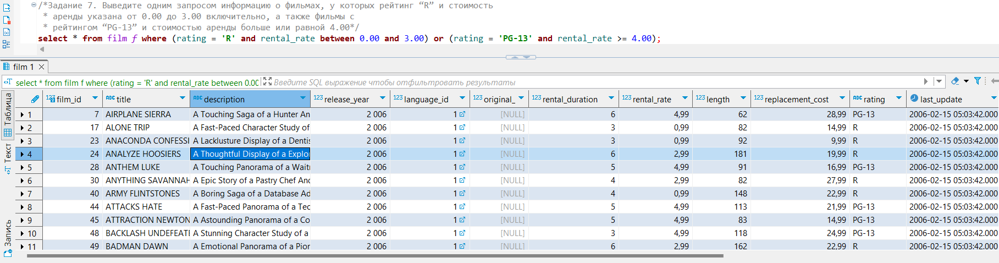 /*Задание 7. Выведите одним запросом информацию о фильмах, у которых рейтинг “R” и стоимость
* аренды указана от 0.00 до 3.00 включительно, а также фильмы с
* рейтингом “PG-13” и стоимостью аренды больше или равной 4.00*/
select * from film f where (rating = 'R' and rental_rate between 0.00 and 3.00) or (rating = 'PG-13' and rental_rate >= 4.00);
film 1
select * from film f where (rating = 'R' and rental_rate between 0.00
Введите SQL выражение чтобы отфильтровать результаты
Таблица
Текст
Запись
123 film_id ABC title ABC description 123 release_year 123 language_id 123 original_ 123 rental_duration 123 rental_rate 123 length 123 replacement_cost ABC rating last_update
1 7 AIRPLANE SIERRA A Touching Saga of a Hunter An 2 006 1 [NULL] 6 4,99 62 28,99 PG-13 2006-02-15 05:03:42.000
2 17 ALONE TRIP A Fast-Paced Character Study of 2 006 1 [NULL] 3 0,99 82 14,99 R 2006-02-15 05:03:42.000
3 23 ANACONDA CONFESSI A Lacklusture Display of a Dentis 2 006 1 [NULL] 3 0,99 92 9,99 R 2006-02-15 05:03:42.000
4 24 ANALYZE HOOSIERS A Thoughtful Display of a Explo 2 006 1 [NULL] 6 2,99 181 19,99 R 2006-02-15 05:03:42.000
5 28 ANTHEM LUKE A Touching Panorama of a Waitr 2 006 1 [NULL] 5 4,99 91 16,99 PG-13 2006-02-15 05:03:42.000
6 30 ANYTHING SAVANNAH A Epic Story of a Pastry Chef And 2 006 1 [NULL] 4 2,99 82 27,99 R 2006-02-15 05:03:42.000
7 40 ARMY FLINTSTONES A Boring Saga of a Database Ad 2 006 1 [NULL] 4 0,99 148 22,99 R 2006-02-15 05:03:42.000
8 44 ATTACKS HATE A Fast-Paced Panorama of a Tec 2 006 1 [NULL] 5 4,99 113 21,99 PG-13 2006-02-15 05:03:42.000
9 45 ATTRACTION NEWTON A Astounding Panorama of a Co 2 006 1 [NULL] 5 4,99 83 14,99 PG-13 2006-02-15 05:03:42.000
10 48 BACKLASH UNDEFEAT A Stunning Character Study of a 2 006 1 [NULL] 3 4,99 118 24,99 PG-13 2006-02-15 05:03:42.000
11 49 BADMAN DAWN A Emotional Panorama of a Pior 2 006 1 [NULL] 6 2,99 162 22,99 R 2006-02-15 05:03:42.000